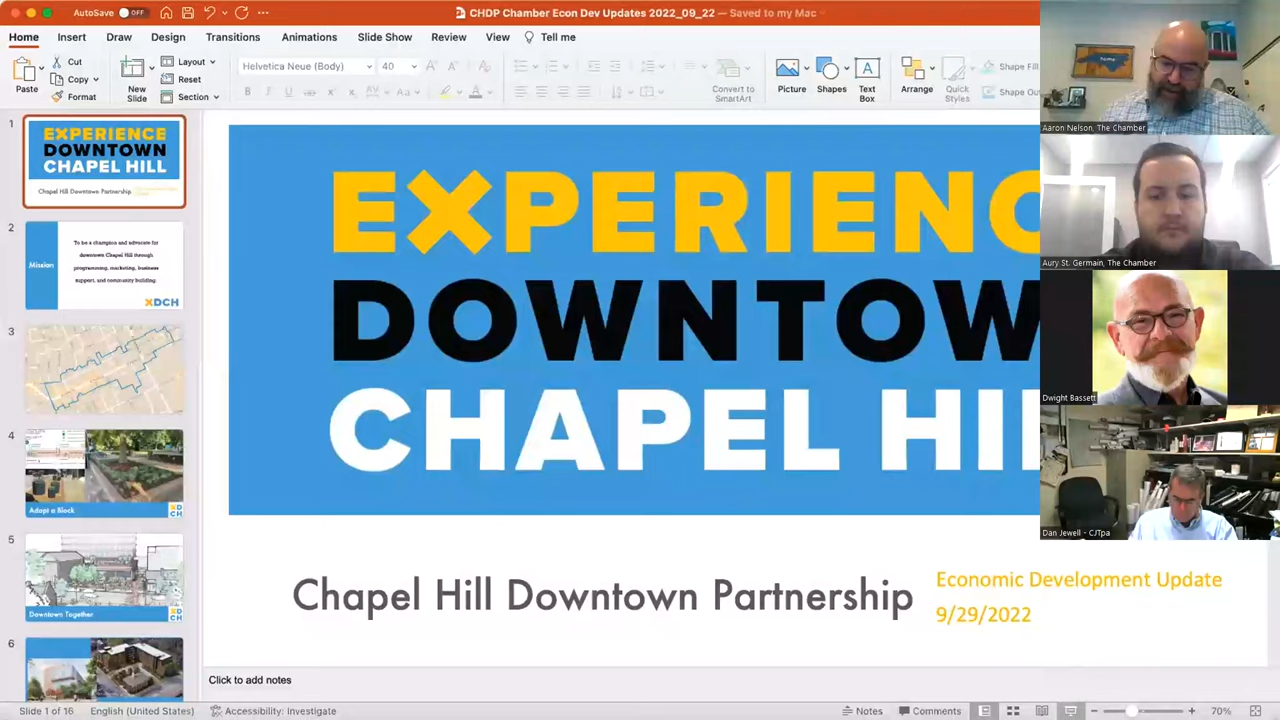 AutoSave OFF
CHDP Chamber Econ Dev Updates 2022_09_22 — Saved to my Mac
Home Insert Draw Design Transitions Animations Slide Show Review View Tell me
Paste
Cut
Copy
Format
New
Slide
Layout
Reset
Section
Helvetica Neue (Body) 40
Convert to
SmartArt
Picture
Shapes
Text
Box
Arrange
Quick
Styles
Shape Fill
Shape Ou
1
EXPERIENCE
DOWNTOWN
CHAPEL HILL
Chapel Hill Downtown Partnership
2
Mission
To be a champion and advocate for
downtown Chapel Hill through
programming, marketing, business
support, and community building.
XDCH
3
4
Adopt a Block
XD
CH
5
Downtown Together
XD
CH
6
EXPERIENC
DOWNTOW
CHAPEL HI
Chapel Hill Downtown Partnership
Economic Development Update
9/29/2022
Aaron Nelson, The Chamber
Aury St. Germain, The Chamber
Dwight Bassett
Dan Jewell - CJTpa
Click to add notes
Slide 1 of 16 English (United States) Accessibility: Investigate Notes Comments 70%